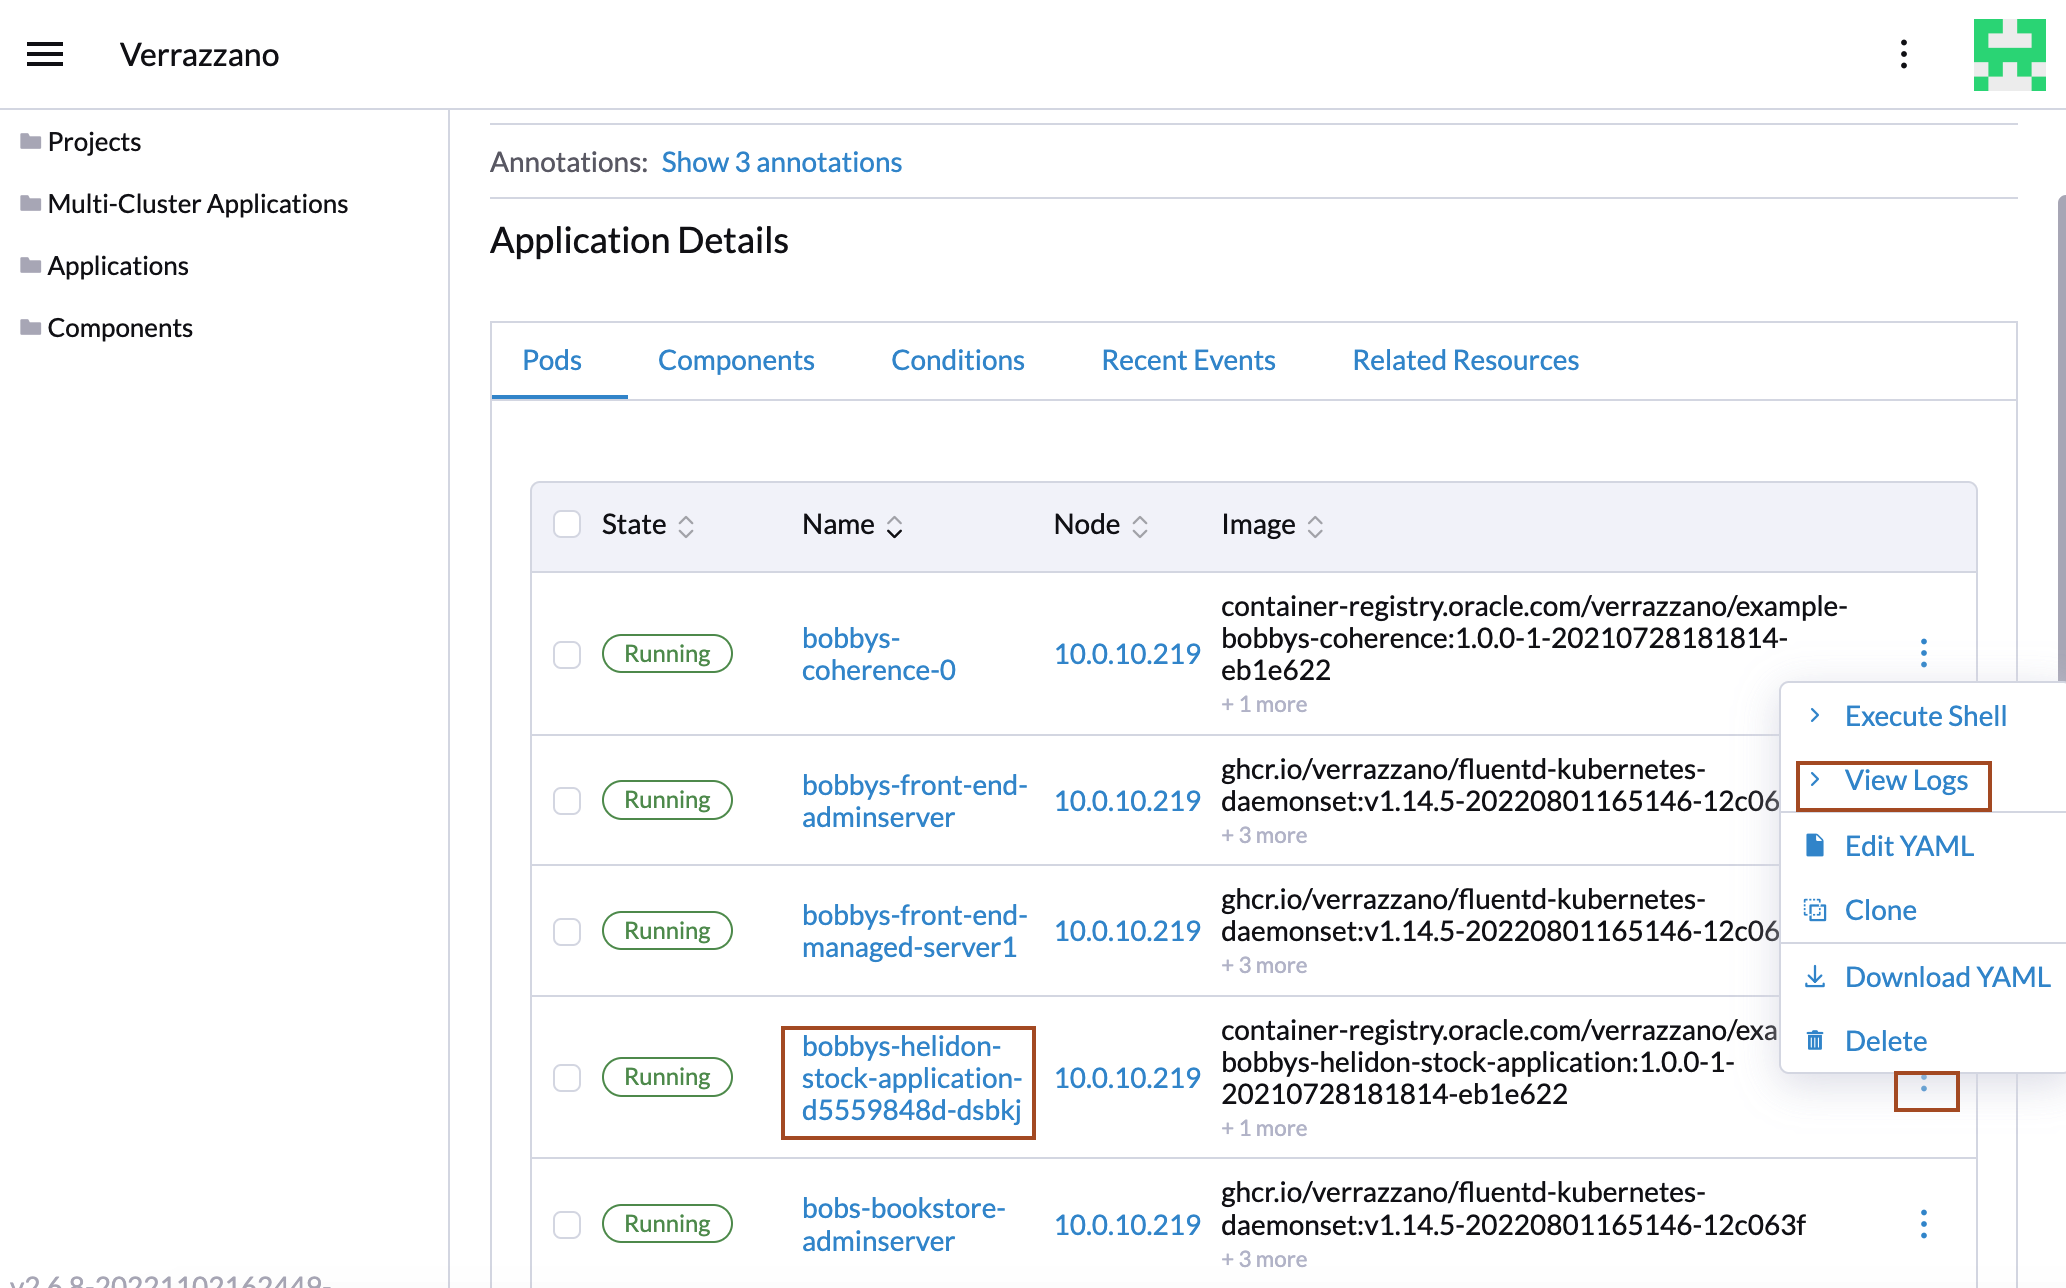 Verrazzano
Projects
Multi-Cluster Applications
Applications
Components
Annotations: Show 3 annotations
Application Details
Pods Components Conditions Recent Events Related Resources
State Name Node Image
Running
bobbys-
coherence-0
10.0.10.219
container-registry.oracle.com/verrazzano/example-
bobbys-coherence:1.0.0-1-20210728181814-
eb1e622
+ 1 more
Running
bobbys-front-end-
adminserver
10.0.10.219
ghcr.io/verrazzano/fluentd-kubernetes-
daemonset:v1.14.5-20220801165146-12c06
+ 3 more
Running
bobbys-front-end-
managed-server1
10.0.10.219
ghcr.io/verrazzano/fluentd-kubernetes-
daemonset:v1.14.5-20220801165146-12c06
+ 3 more
Running
bobbys-helidon-
stock-application-
d5559848d-dsbkj
10.0.10.219
container-registry.oracle.com/verrazzano/exa
bobbys-helidon-stock-application:1.0.0-1-
20210728181814-eb1e622
+ 1 more
Running
bobs-bookstore-
adminserver
10.0.10.219
ghcr.io/verrazzano/fluentd-kubernetes-
daemonset:v1.14.5-20220801165146-12c063f
+ 3 more
Execute Shell
View Logs
Edit YAML
Clone
Download YAML
Delete
v2.6.8-20221102162449-